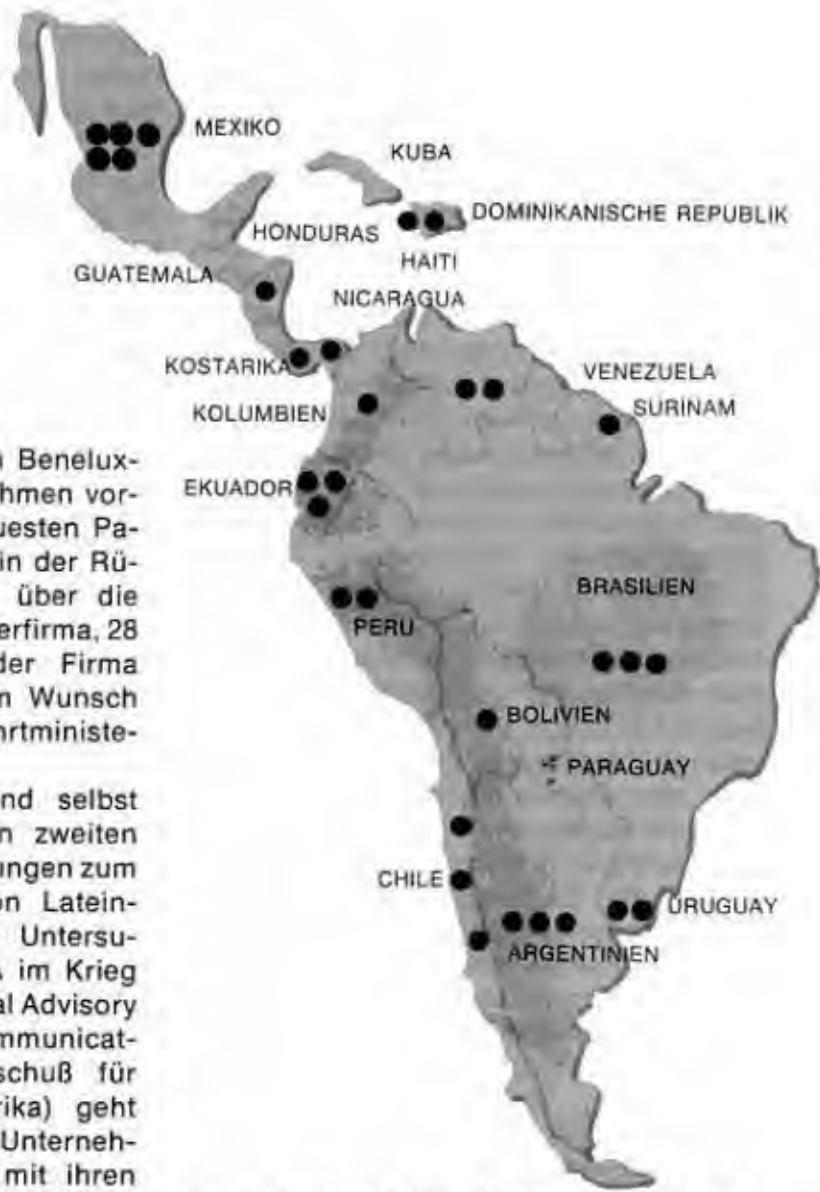 MEXIKO
KUBA
DOMINIKANISCHE REPUBLIK
HONDURAS
HAITI
GUATEMALA
NICARAGUA
KOSTARIKA
VENEZUELA
KOLUMBIEN
SURINAM
EKUADOR
BRASILIEN
PERU
BOLIVIEN
PARAGUAY
CHILE
URUGUAY
ARGENTINIEN
Benelux-
hmen vor-
uesten Pa-
in der Rü-
über die
erfirma, 28
der Firma
n Wunsch
hrtministe-
nd selbst
n zweiten
ungen zum
on Latein-
Untersu-
im Krieg
al Advisory
mmunicat-
schuß für
rika) geht
Unterneh-
mit ihren